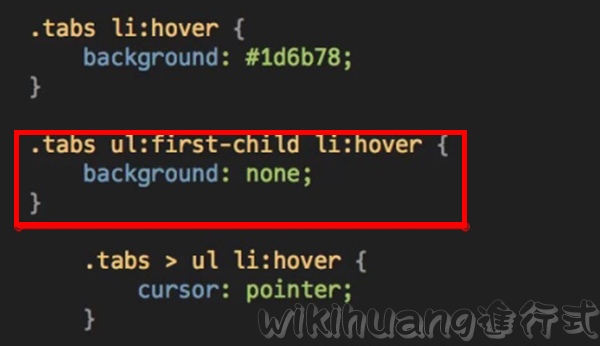 .tabs li:hover {
    background: #1d6b78;
}
.tabs ul:first-child li:hover {
    background: none;
}
    .tabs > ul li:hover {
        cursor: pointer;
    }
wikihuang進行式